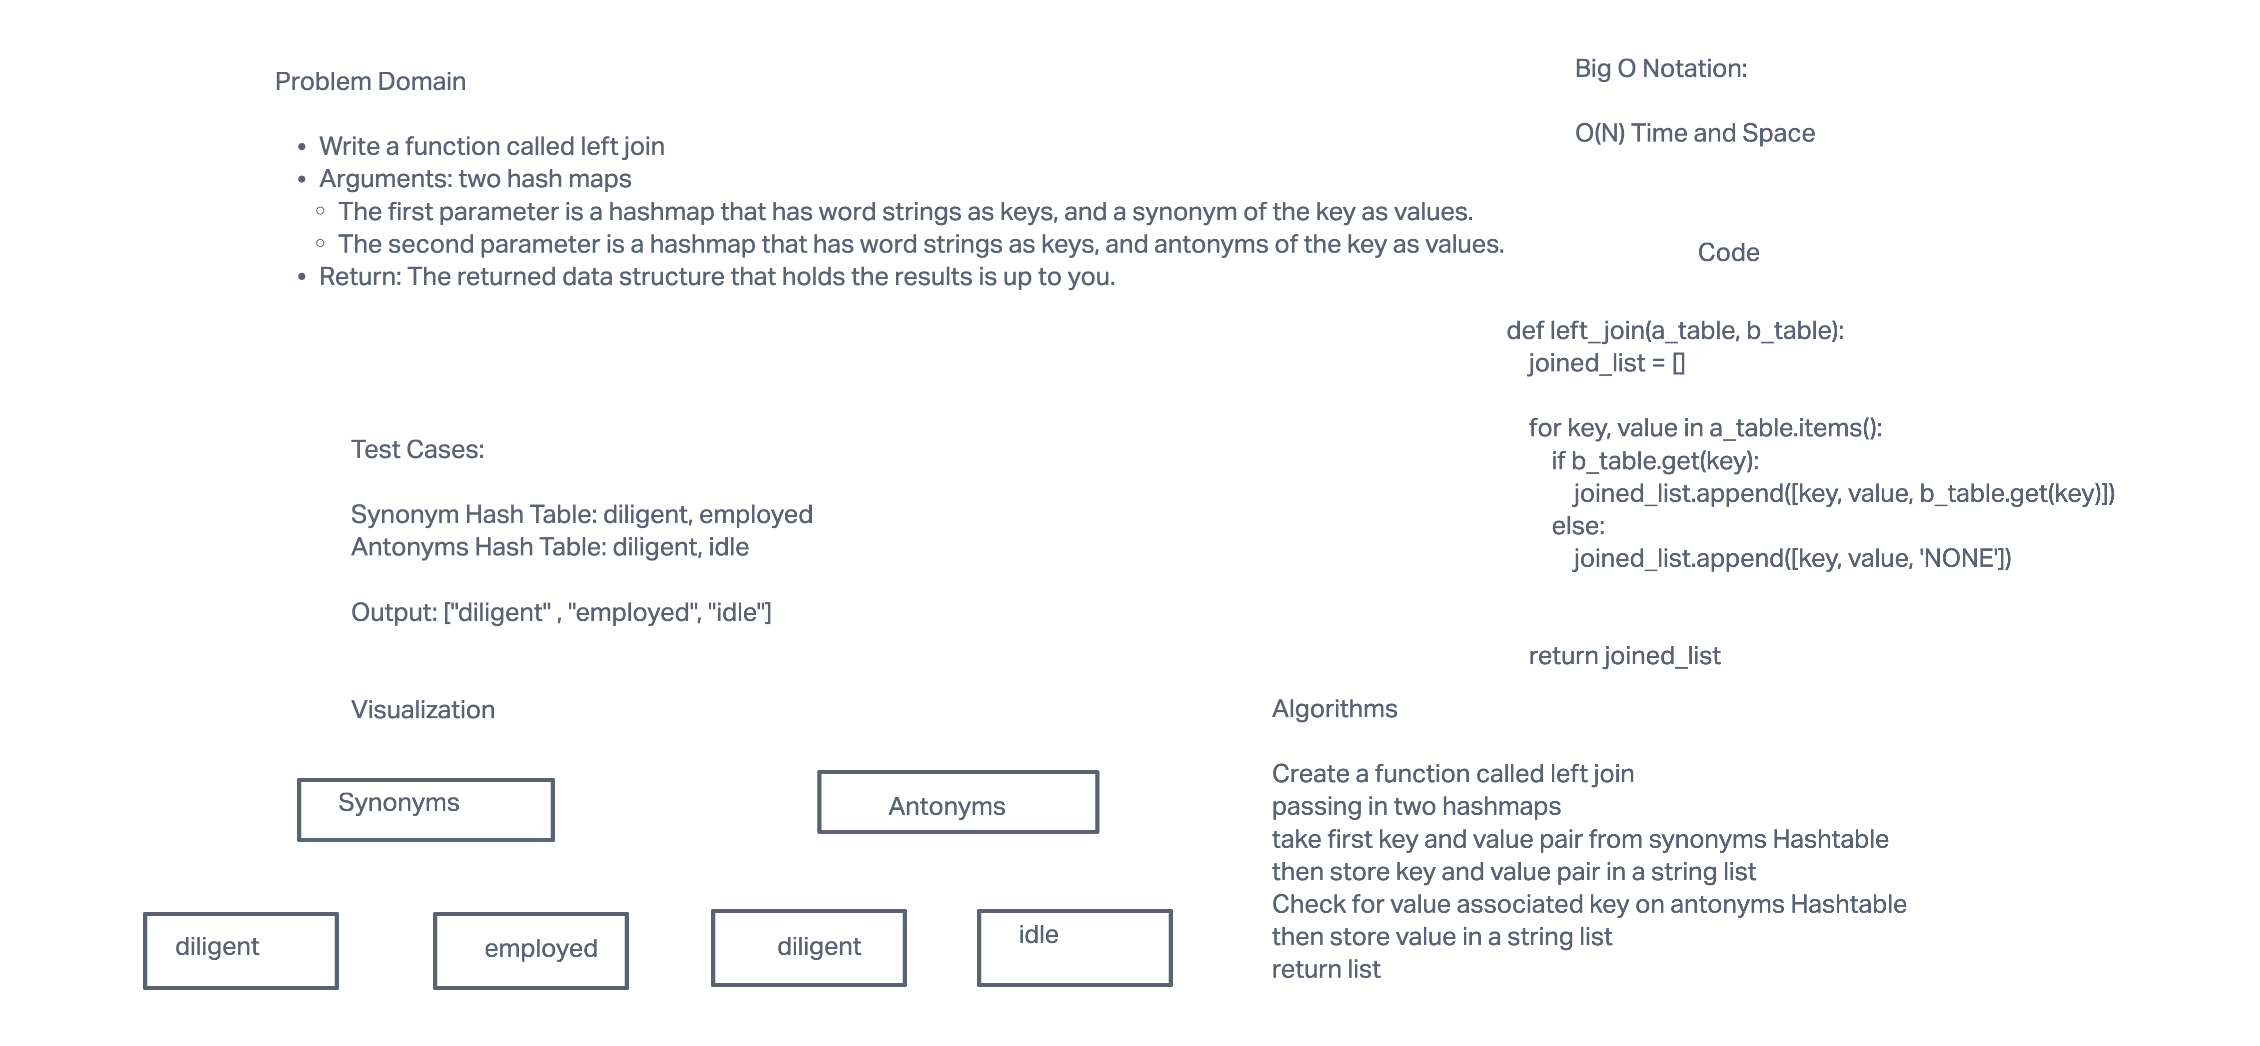 Problem Domain
• Write a function called left join
• Arguments: two hash maps
◦ The first parameter is a hashmap that has word strings as keys, and a synonym of the key as values.
◦ The second parameter is a hashmap that has word strings as keys, and antonyms of the key as values.
• Return: The returned data structure that holds the results is up to you.
Big O Notation:
O(N) Time and Space
Code
def left_join(a_table, b_table):
joined_list = []
for key, value in a_table.items():
if b_table.get(key):
joined_list.append([key, value, b_table.get(key)])
else:
joined_list.append([key, value, 'NONE'])
return joined_list
Test Cases:
Synonym Hash Table: diligent, employed
Antonyms Hash Table: diligent, idle
Output: ["diligent" , "employed", "idle"]
Visualization
Synonyms
Antonyms
diligent
employed
diligent
idle
Algorithms
Create a function called left join
passing in two hashmaps
take first key and value pair from synonyms Hashtable
then store key and value pair in a string list
Check for value associated key on antonyms Hashtable
then store value in a string list
return list